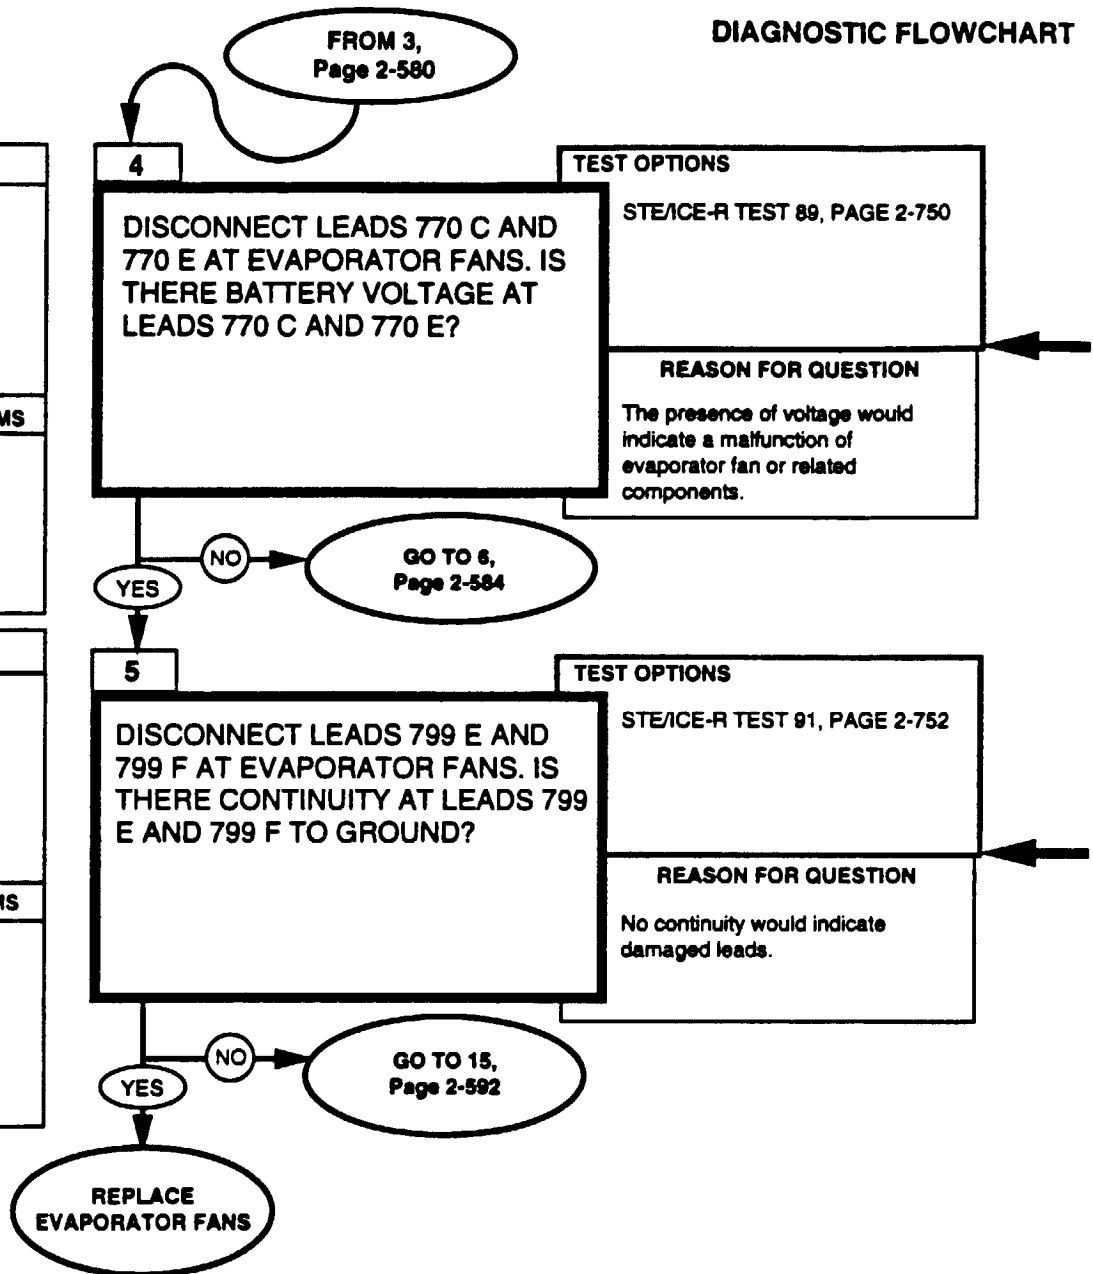 DIAGNOSTIC FLOWCHART
FROM 3,
Page 2-580
4
TEST OPTIONS
STE/ICE-R TEST 89, PAGE 2-750
DISCONNECT LEADS 770 C AND
770 E AT EVAPORATOR FANS. IS
THERE BATTERY VOLTAGE AT
LEADS 770 C AND 770 E?
REASON FOR QUESTION
The presence of voltage would
indicate a malfunction of
evaporator fan or related
components.
MS
NO
GO TO 6,
Page 2-584
YES
5
TEST OPTIONS
STE/ICE-R TEST 91, PAGE 2-752
DISCONNECT LEADS 799 E AND
799 F AT EVAPORATOR FANS. IS
THERE CONTINUITY AT LEADS 799
E AND 799 F TO GROUND?
REASON FOR QUESTION
No continuity would indicate
damaged leads.
MS
NO
GO TO 15,
Page 2-592
YES
REPLACE
EVAPORATOR FANS